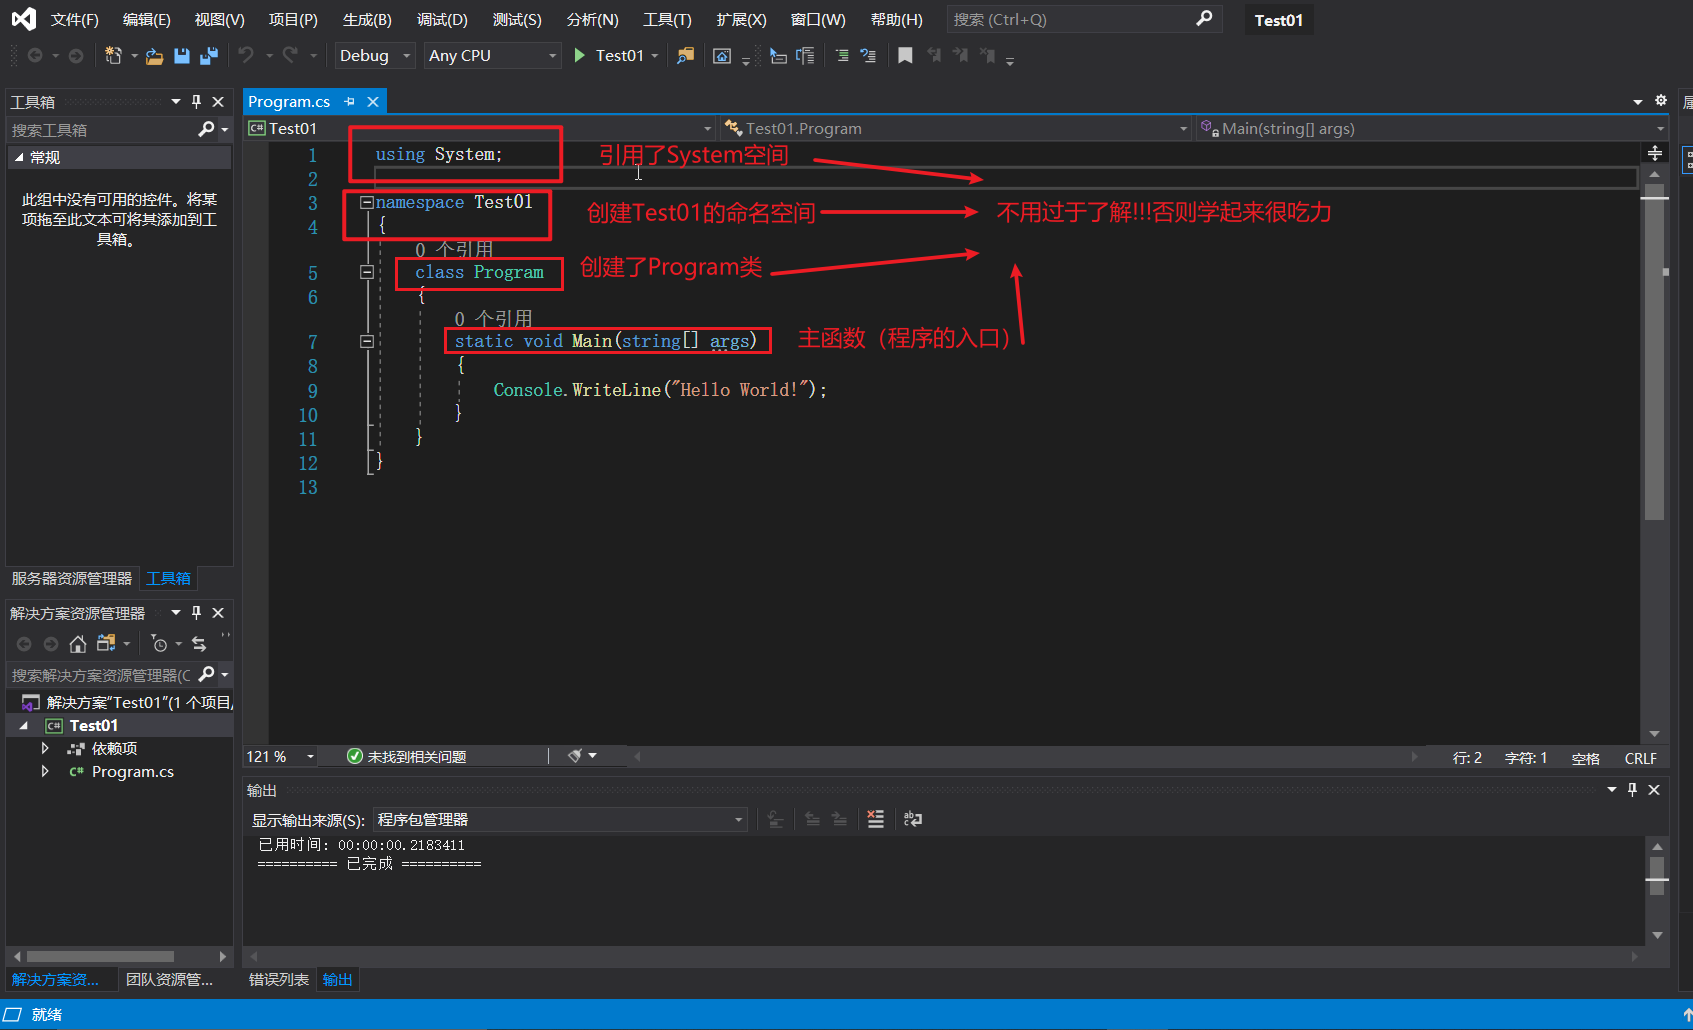 文件(F) 编辑(E) 视图(V) 项目(P) 生成(B) 调试(D) 测试(S) 分析(N) 工具(T) 扩展(X) 窗口(W) 帮助(H) 搜索 (Ctrl+Q) Test01
Debug Any CPU Test01
工具箱
搜索工具箱
常规
此组中没有可用的控件。将某
项拖至此文本可将其添加到工
具箱。
服务器资源管理器 工具箱
解决方案资源管理器
搜索解决方案资源管理器(C
解决方案"Test01"(1 个项目,
C# Test01
依赖项
C# Program.cs
解决方案资... 团队资源管...
Program.cs
C# Test01 Test01.Program Main(string[] args)
1 using System; 引用了System空间
2
3 namespace Test01 创建Test01的命名空间 不用过于了解!!!否则学起来很吃力
4 {
0 个引用
5 class Program 创建了Program类
6 {
0 个引用
7 static void Main(string[] args) 主函数（程序的入口）
8 {
9 Console.WriteLine("Hello World!");
10 }
11 }
12 }
13
121 % 未找到相关问题 行: 2 字符: 1 空格 CRLF
输出
显示输出来源(S): 程序包管理器
已用时间: 00:00:00.2183411
========== 已完成 ==========
错误列表 输出
就绪